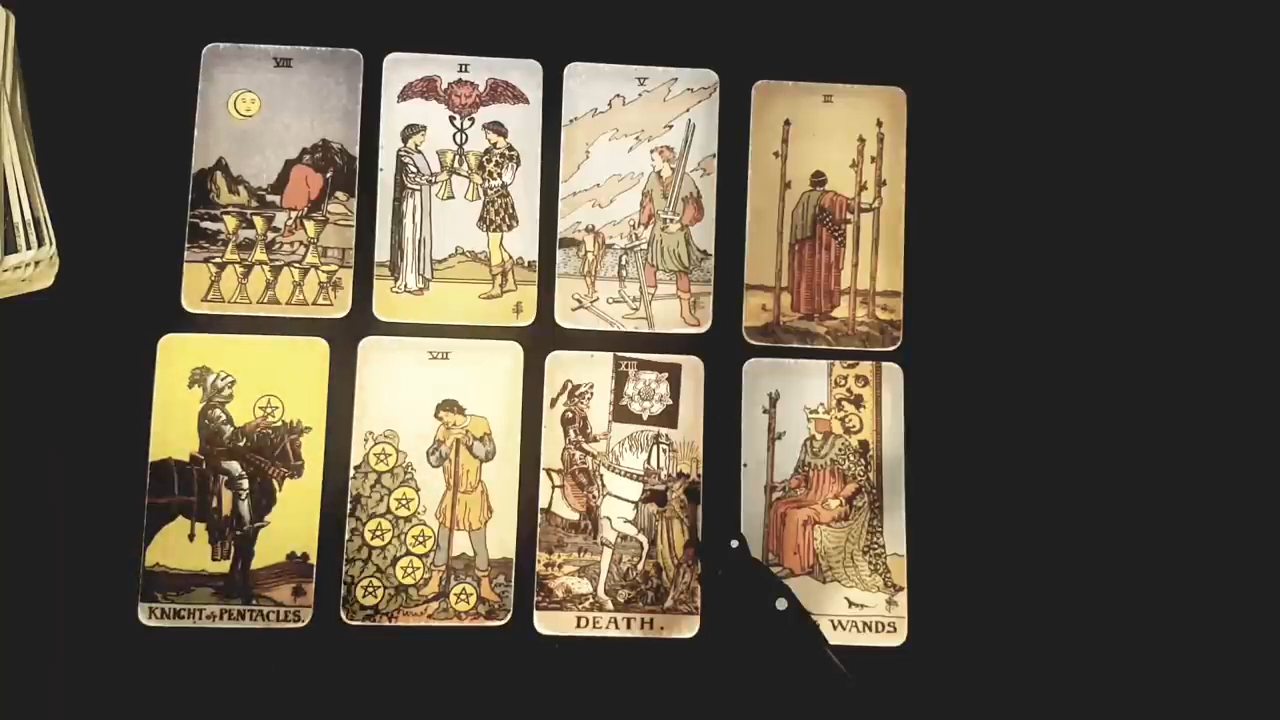 VIII
II
V
III
KNIGHT of PENTACLES.
VII
XIII
DEATH.
WANDS